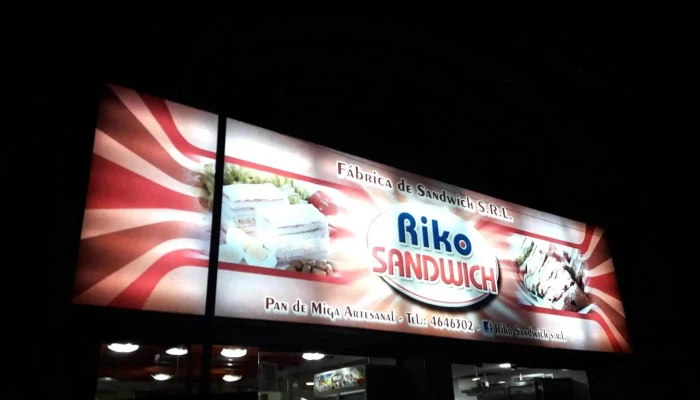 Fábrica de Sandwich S.R.L.
Riko
SANDWICH
Pan de Miga Artesanal - Tel.: 4646302 - f Riko Sandwich s.r.l.